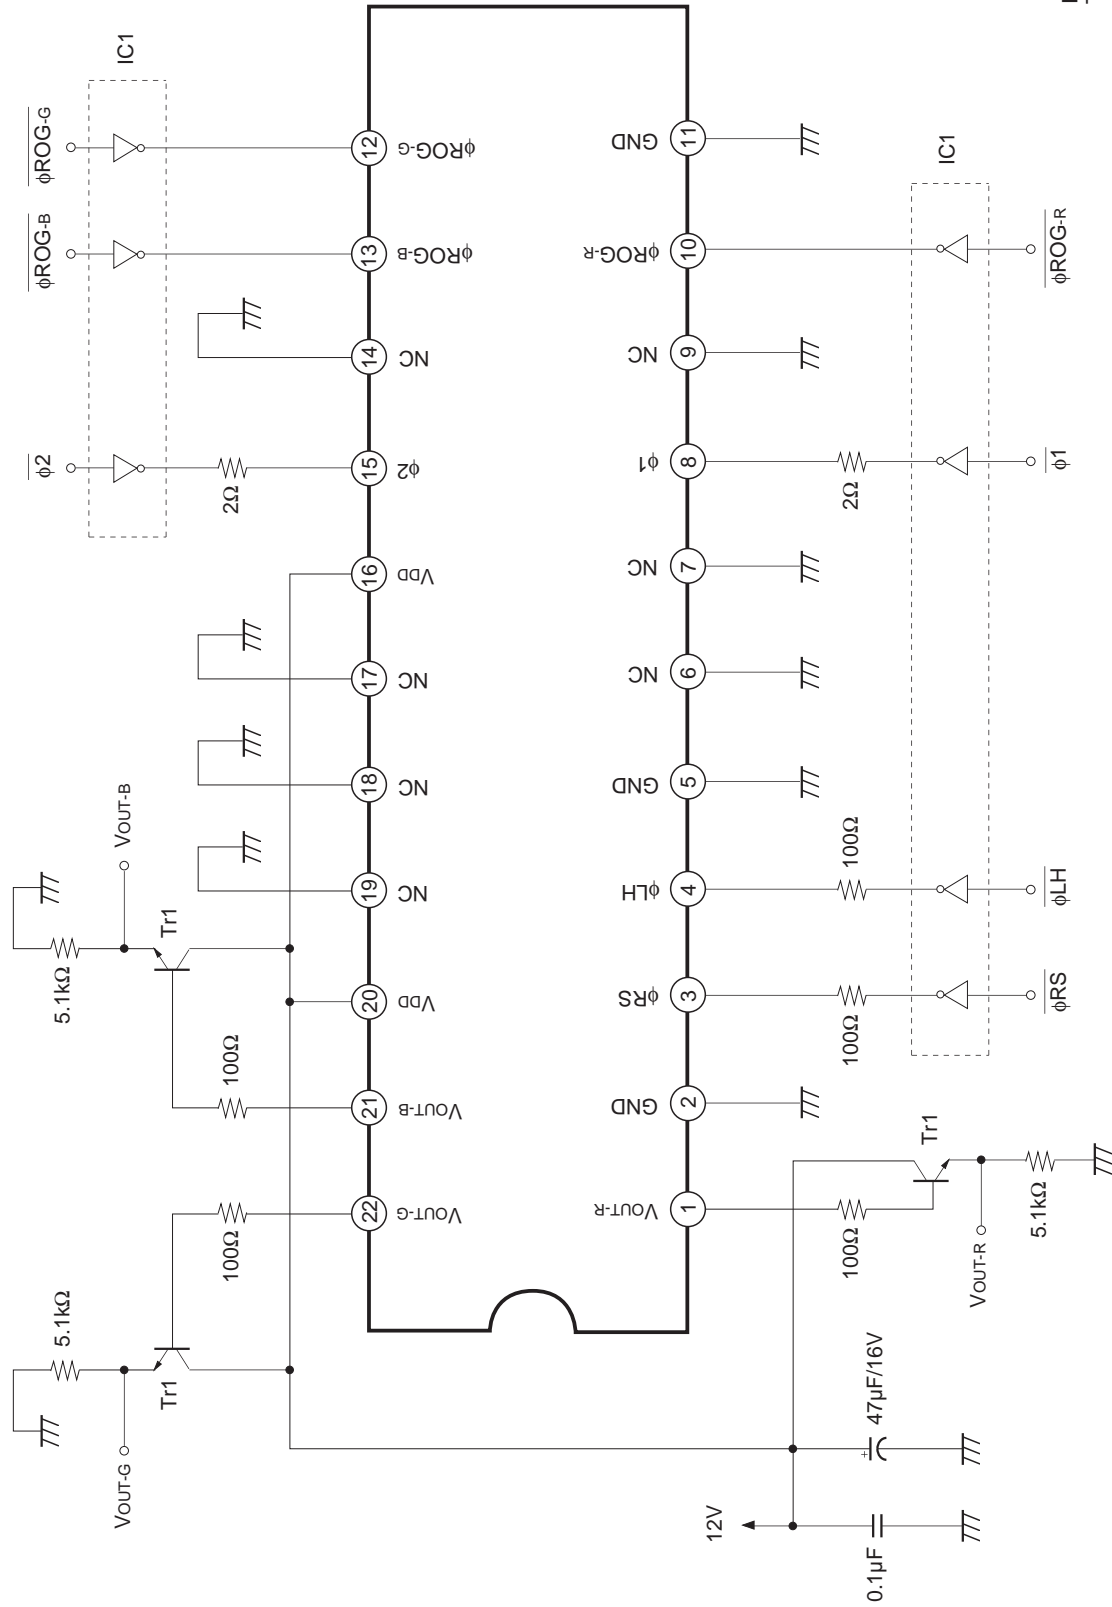 IC1
φROG-G
φROG-B
φ2
2Ω
VOUT-B
5.1kΩ
Tr1
100Ω
100Ω
5.1kΩ
Tr1
VOUT-G
12
φROG-G
13
φROG-B
14
NC
15
φ2
16
VDD
17
NC
18
NC
19
NC
20
VDD
21
VOUT-B
22
VOUT-G
11
GND
10
φROG-R
9
NC
8
φ1
7
NC
6
NC
5
GND
4
φLH
3
φRS
2
GND
1
VOUT-R
IC1
φROG-R
2Ω
φ1
100Ω
φLH
100Ω
φRS
100Ω
Tr1
VOUT-R
5.1kΩ
47µF/16V
+
12V
0.1µF